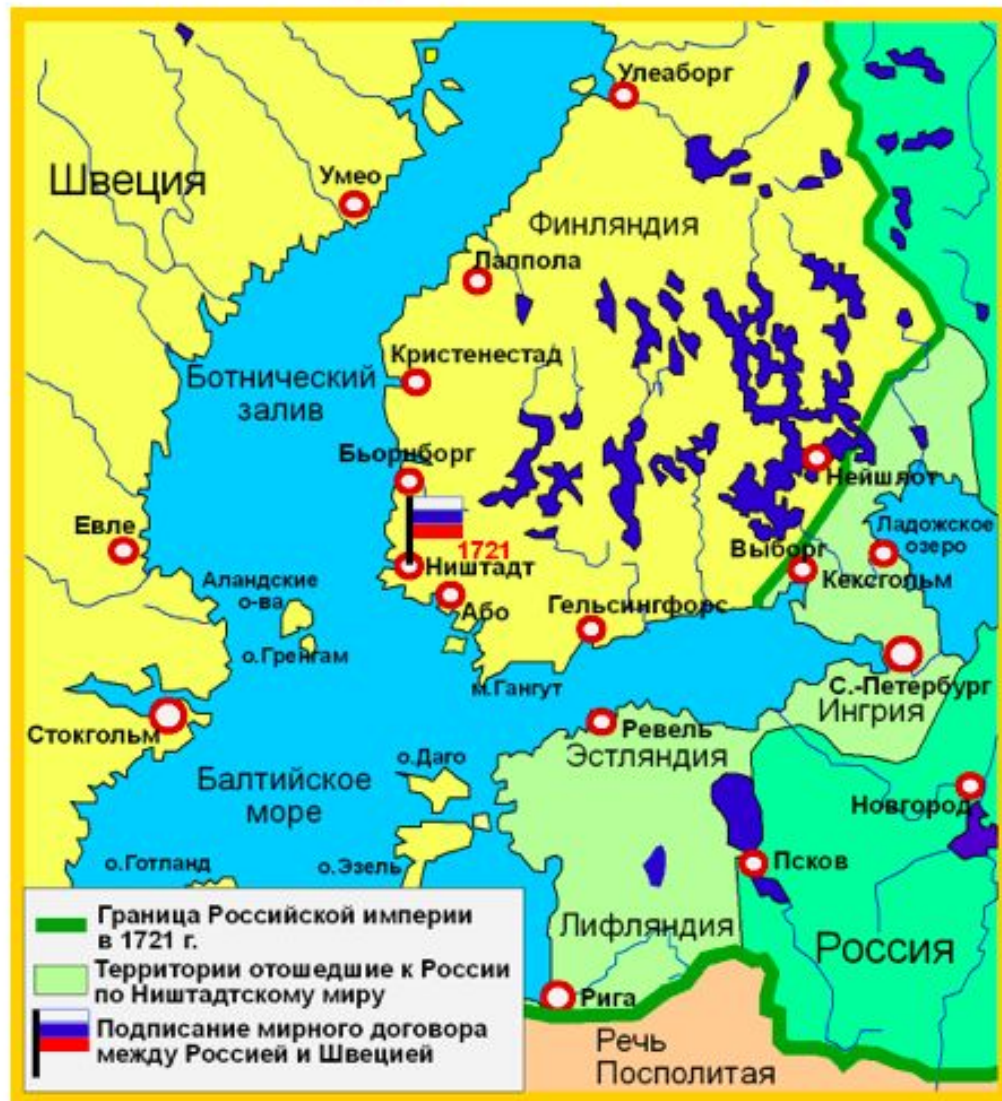 Улеаборг
Швеция
Умео
Финляндия
Лаппола
Кристенестад
Ботнический
залив
Бьорнборг
Нейшлот
Евле
1721
Ништадт
Выборг
Ладожское
озеро
Кексгольм
Аландские
о-ва
Або
Гельсингфорс
о.Гренгам
м.Гангут
С.-Петербург
Ингрия
Стокгольм
Ревель
Эстляндия
о.Даго
Балтийское
море
Новгород
о.Готланд
о.Эзель
Псков
Лифляндия
Россия
Рига
Речь
Посполитая
Граница Российской империи
в 1721 г.
Территории отошедшие к России
по Ништадтскому миру
Подписание мирного договора
между Россией и Швецией